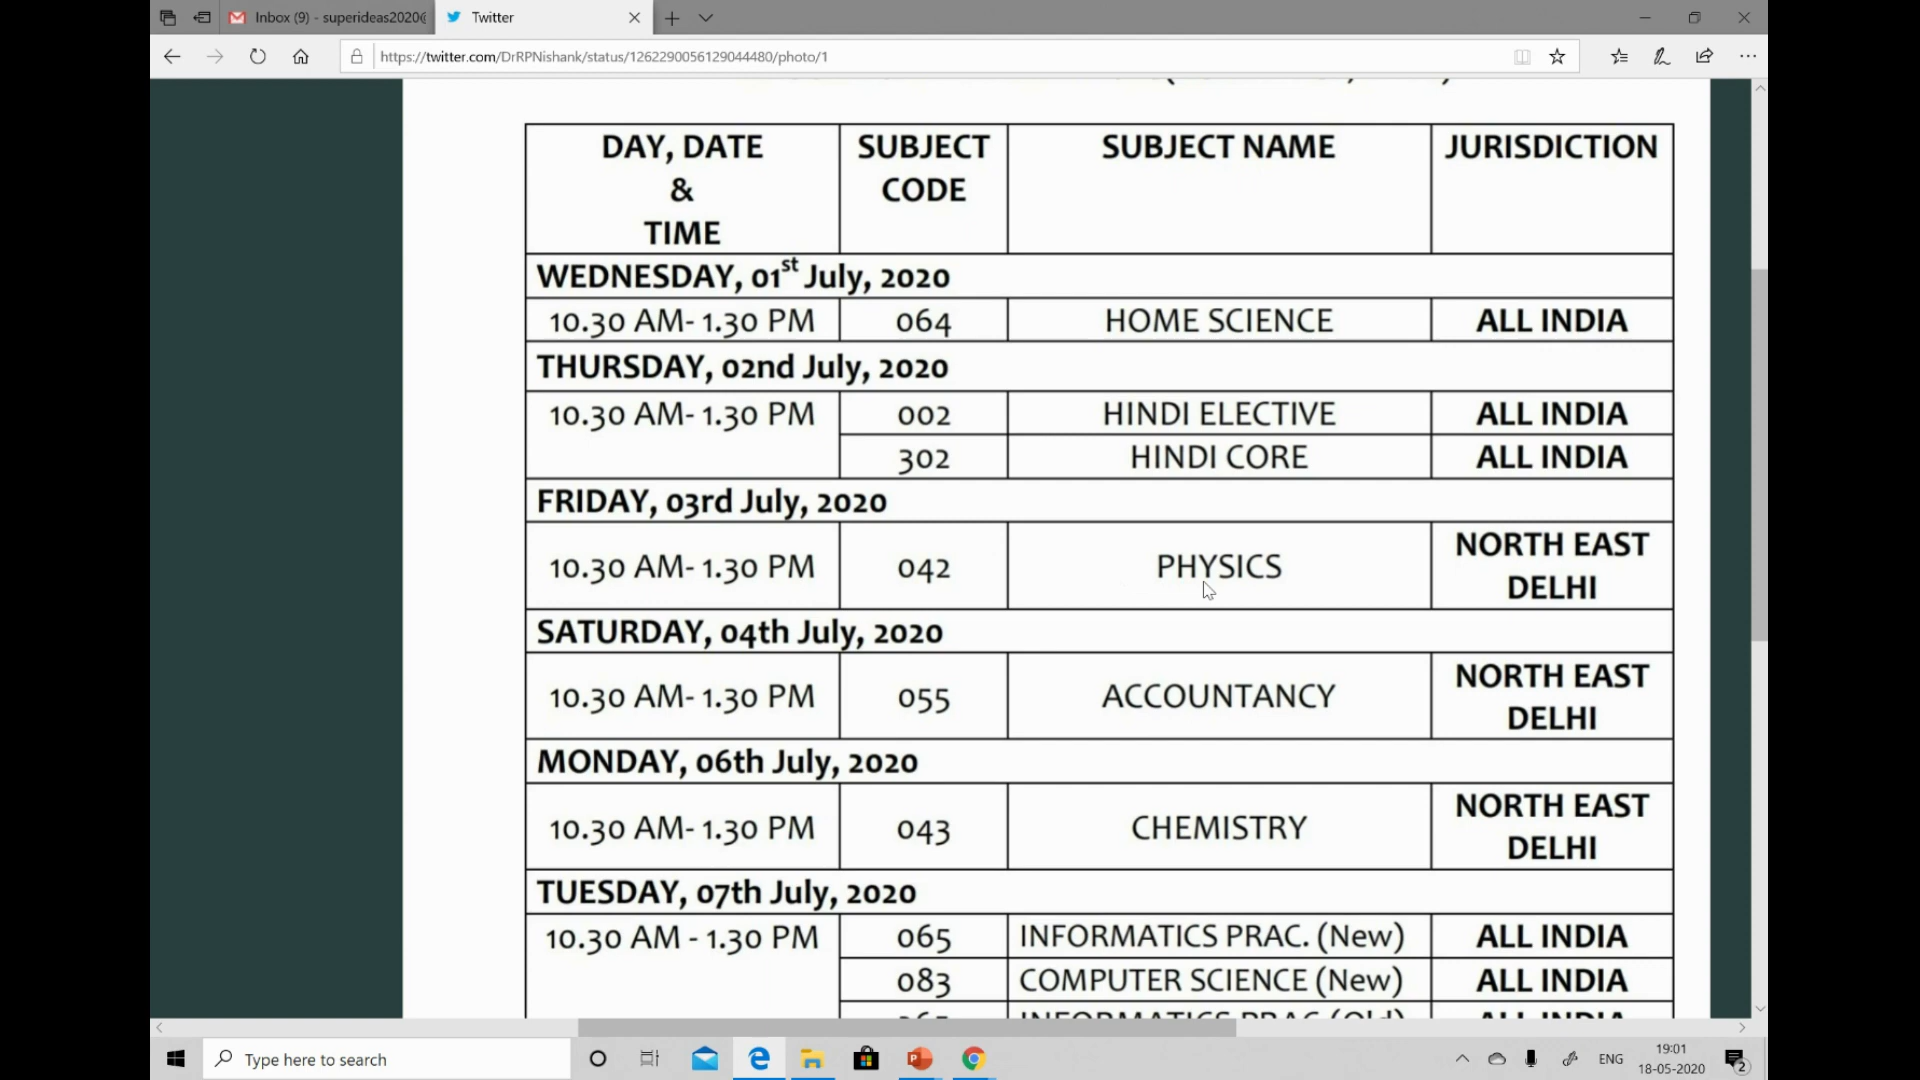 Inbox (9) - superideas2020@
Twitter
https://twitter.com/DrRPNishank/status/1262290056129044480/photo/1
DAY, DATE & TIME
SUBJECT CODE
SUBJECT NAME
JURISDICTION
WEDNESDAY, 01st July, 2020
10.30 AM- 1.30 PM 064 HOME SCIENCE ALL INDIA
THURSDAY, 02nd July, 2020
10.30 AM- 1.30 PM 002 HINDI ELECTIVE ALL INDIA
302 HINDI CORE ALL INDIA
FRIDAY, 03rd July, 2020
10.30 AM- 1.30 PM 042 PHYSICS NORTH EAST DELHI
SATURDAY, 04th July, 2020
10.30 AM- 1.30 PM 055 ACCOUNTANCY NORTH EAST DELHI
MONDAY, 06th July, 2020
10.30 AM- 1.30 PM 043 CHEMISTRY NORTH EAST DELHI
TUESDAY, 07th July, 2020
10.30 AM - 1.30 PM 065 INFORMATICS PRAC. (New) ALL INDIA
083 COMPUTER SCIENCE (New) ALL INDIA
Type here to search
ENG
19:01
18-05-2020
2